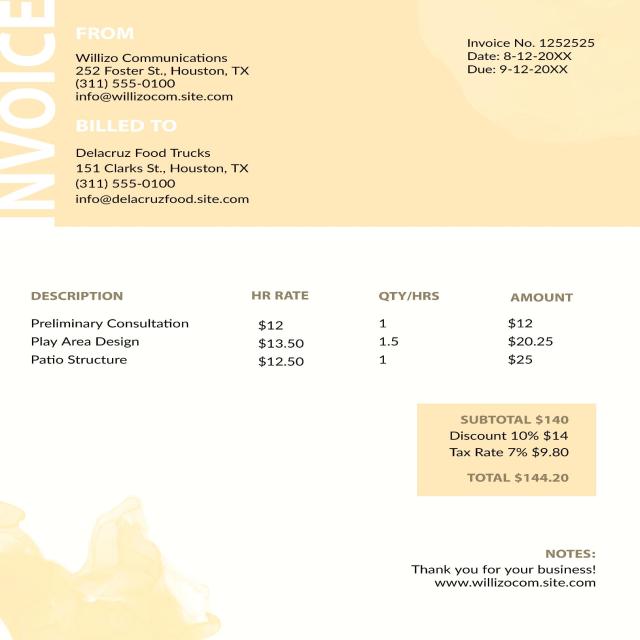 INVOICE
FROM
Willizo Communications
252 Foster St., Houston, TX
(311) 555-0100
info@willizocom.site.com
Invoice No. 1252525
Date: 8-12-20XX
Due: 9-12-20XX
BILLED TO
Delacruz Food Trucks
151 Clarks St., Houston, TX
(311) 555-0100
info@delacruzfood.site.com
DESCRIPTION HR RATE QTY/HRS AMOUNT
Preliminary Consultation $12 1 $12
Play Area Design $13.50 1.5 $20.25
Patio Structure $12.50 1 $25
SUBTOTAL $140
Discount 10% $14
Tax Rate 7% $9.80
TOTAL $144.20
NOTES:
Thank you for your business!
www.willizocom.site.com